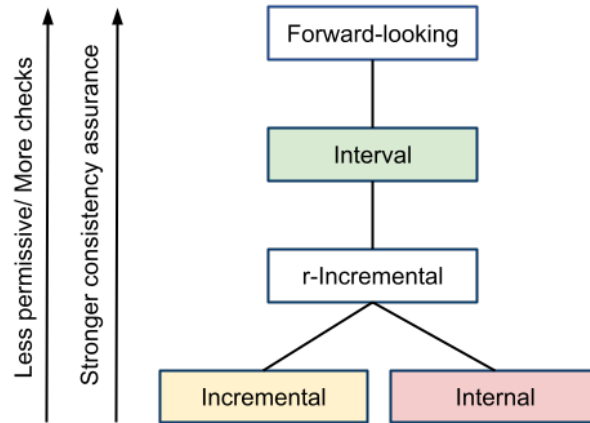 Less permissive/ More checks
Stronger consistency assurance
Forward-looking
Interval
r-Incremental
Incremental
Internal